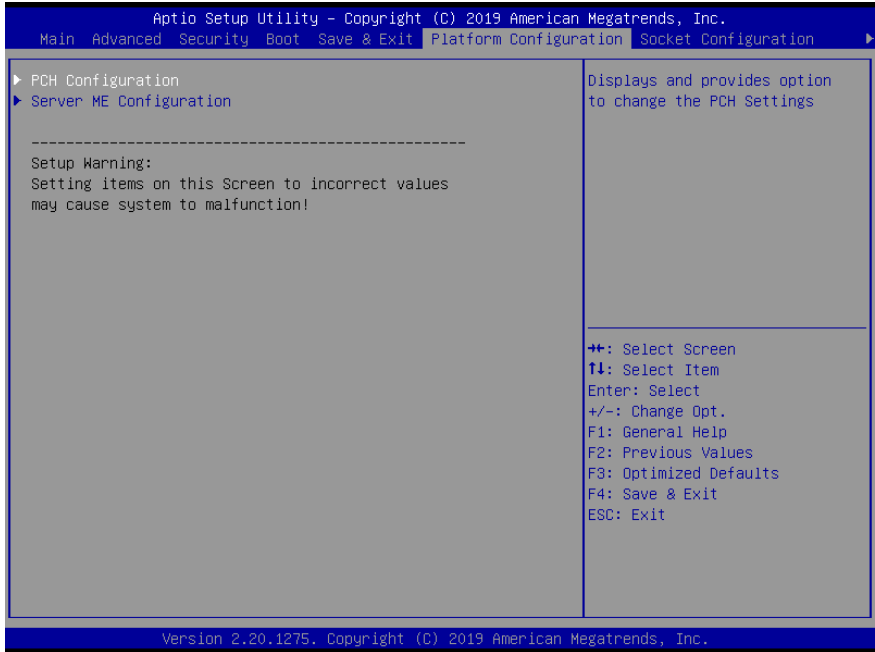 Aptio Setup Utility – Copyright (C) 2019 American Megatrends, Inc.
Main Advanced Security Boot Save & Exit Platform Configuration Socket Configuration
PCH Configuration
Server ME Configuration
--------------------------------------------------
Setup Warning:
Setting items on this Screen to incorrect values
may cause system to malfunction!
Displays and provides option
to change the PCH Settings
→←: Select Screen
↑↓: Select Item
Enter: Select
+/-: Change Opt.
F1: General Help
F2: Previous Values
F3: Optimized Defaults
F4: Save & Exit
ESC: Exit
Version 2.20.1275. Copyright (C) 2019 American Megatrends, Inc.